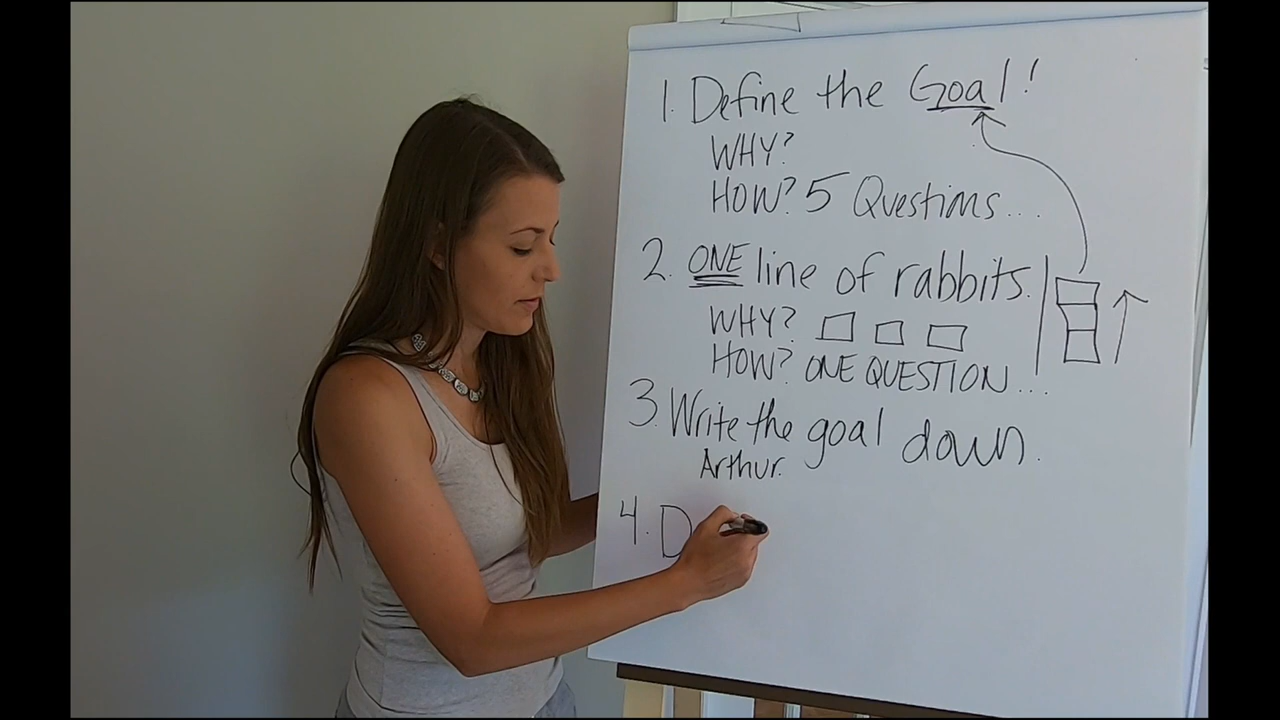 1. Define the Goal!
WHY?
HOW? 5 Questions...
2. ONE line of rabbits.
WHY?
HOW? ONE QUESTION...
3. Write the goal down.
Arthur.
4. D